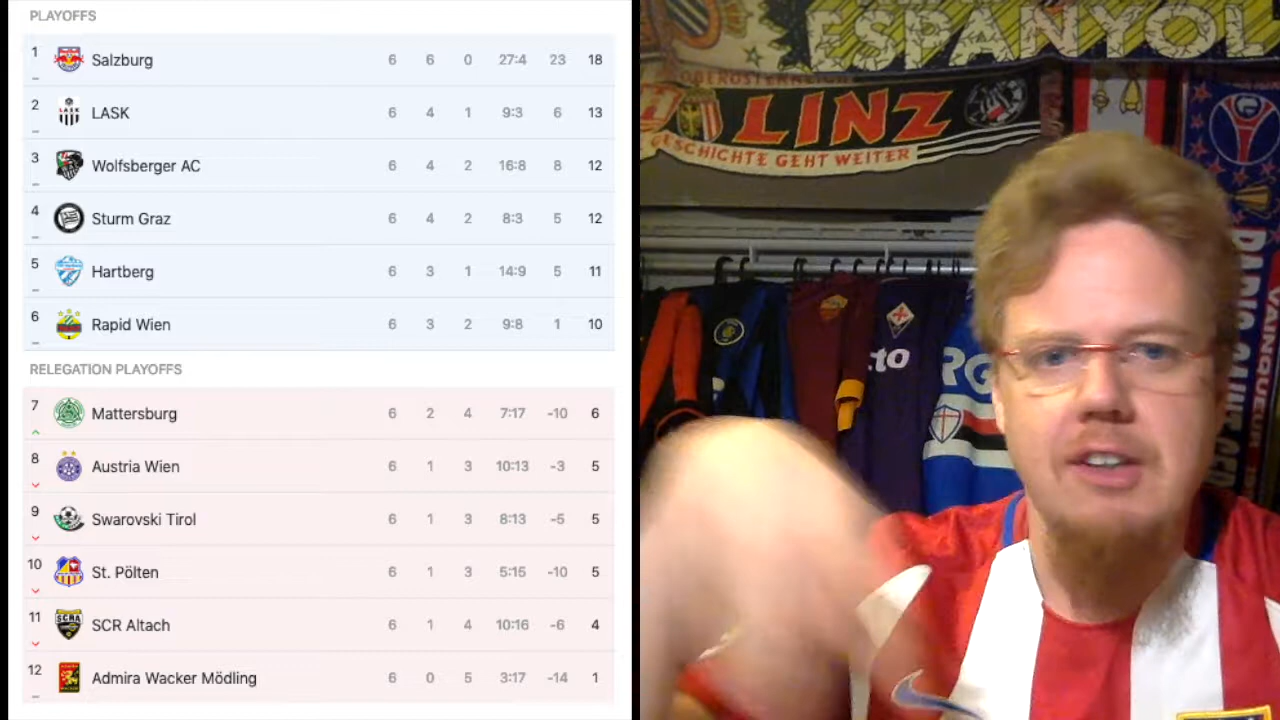 PLAYOFFS
1 Salzburg 6 6 0 27:4 23 18
2 LASK 6 4 1 9:3 6 13
3 Wolfsberger AC 6 4 2 16:8 8 12
4 Sturm Graz 6 4 2 8:3 5 12
5 Hartberg 6 3 1 14:9 5 11
6 Rapid Wien 6 3 2 9:8 1 10
RELEGATION PLAYOFFS
7 Mattersburg 6 2 4 7:17 -10 6
8 Austria Wien 6 1 3 10:13 -3 5
9 Swarovski Tirol 6 1 3 8:13 -5 5
10 St. Pölten 6 1 3 5:15 -10 5
11 SCR Altach 6 1 4 10:16 -6 4
12 Admira Wacker Mödling 6 0 5 3:17 -14 1
ESPANYOL
OBERÖSTERREICH
LINZ
GESCHICHTE GEHT WEITER